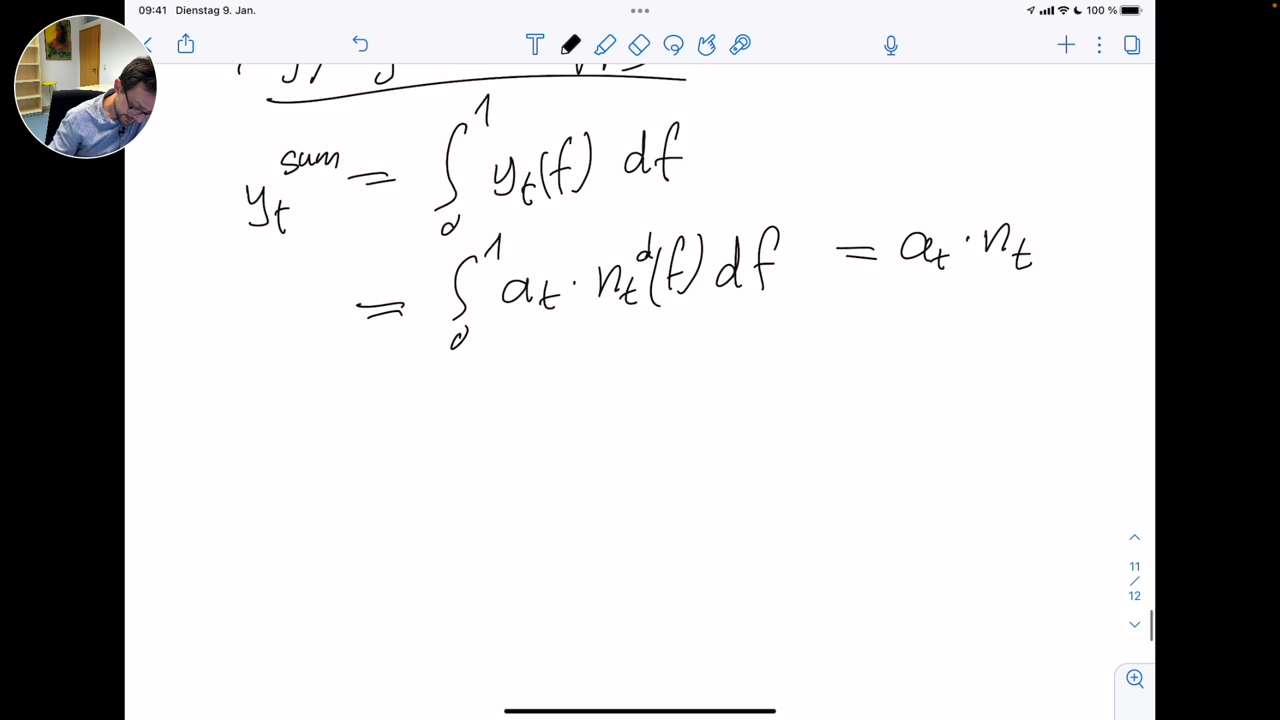 09:41 Dienstag 9. Jan. 100 %
y_t^{sum} = ∫_0^1 y_t(f) df
= ∫_0^1 a_t · n_t^d(f) df = a_t · n_t
11
/
12